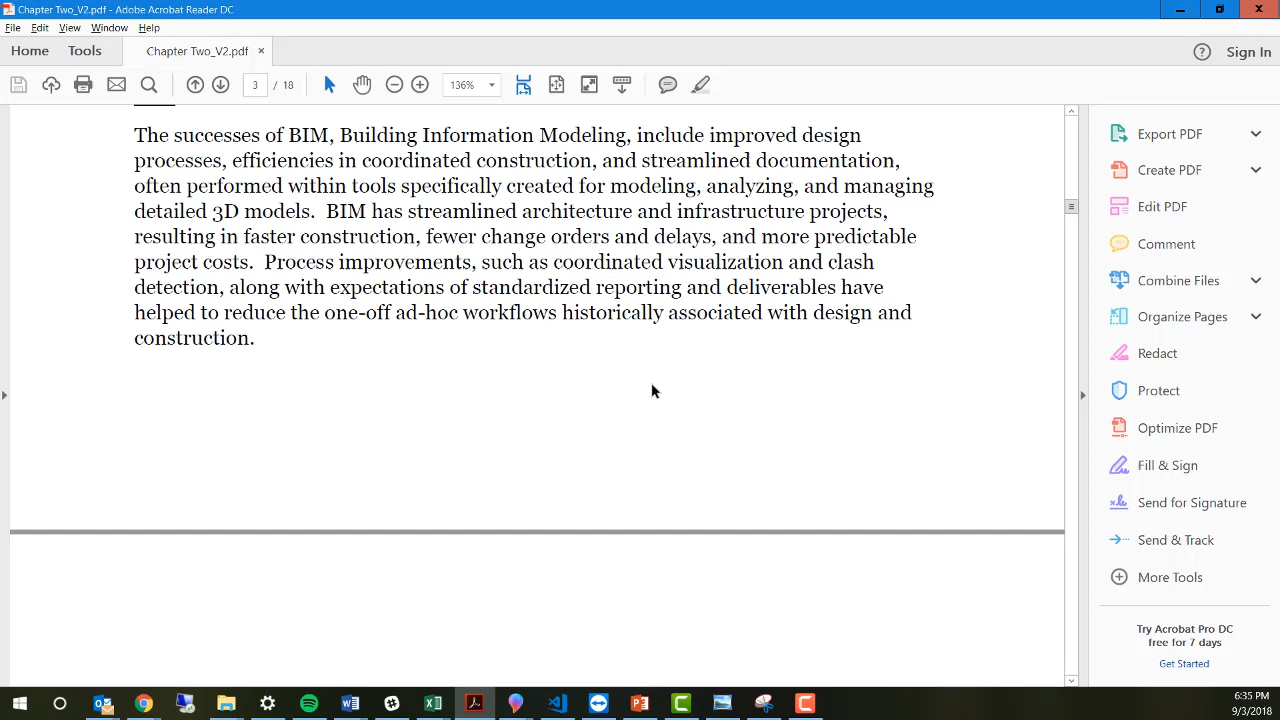 Chapter Two_V2.pdf - Adobe Acrobat Reader DC
File Edit View Window Help
Home Tools Chapter Two_V2.pdf × Sign In
3 / 18 136%
The successes of BIM, Building Information Modeling, include improved design
processes, efficiencies in coordinated construction, and streamlined documentation,
often performed within tools specifically created for modeling, analyzing, and managing
detailed 3D models. BIM has streamlined architecture and infrastructure projects,
resulting in faster construction, fewer change orders and delays, and more predictable
project costs. Process improvements, such as coordinated visualization and clash
detection, along with expectations of standardized reporting and deliverables have
helped to reduce the one-off ad-hoc workflows historically associated with design and
construction.
Export PDF
Create PDF
Edit PDF
Comment
Combine Files
Organize Pages
Redact
Protect
Optimize PDF
Fill & Sign
Send for Signature
Send & Track
More Tools
Try Acrobat Pro DC
free for 7 days
Get Started
6:35 PM
9/3/2018